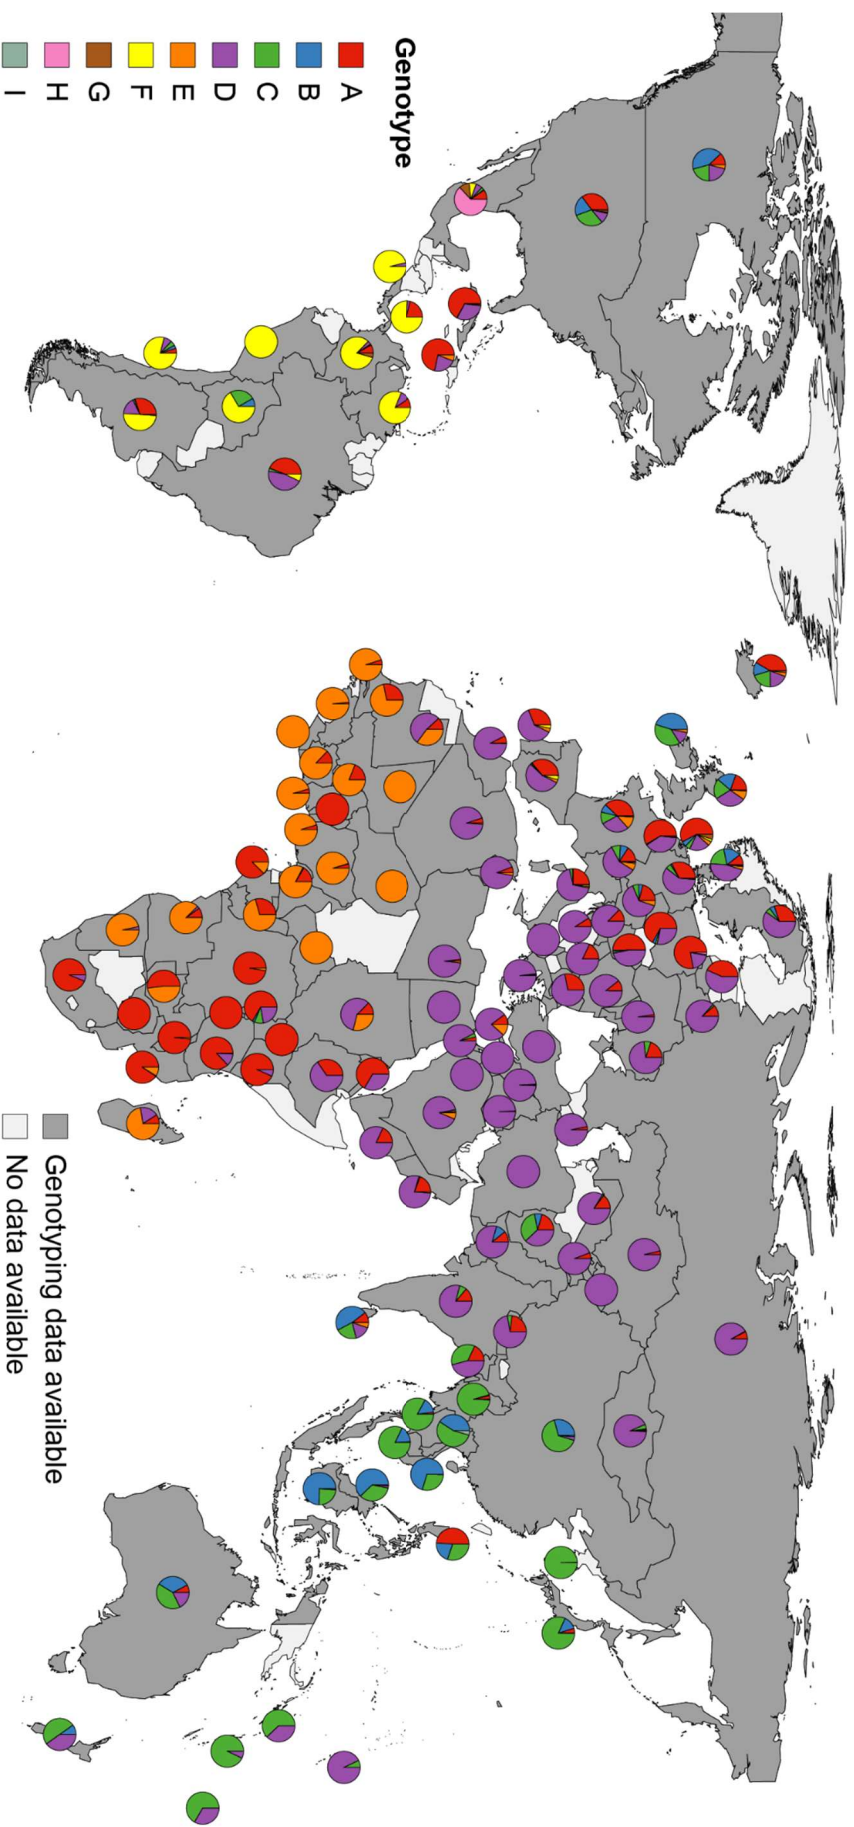 Genotype
A
B
C
D
E
F
G
H
I
Genotyping data available
No data available